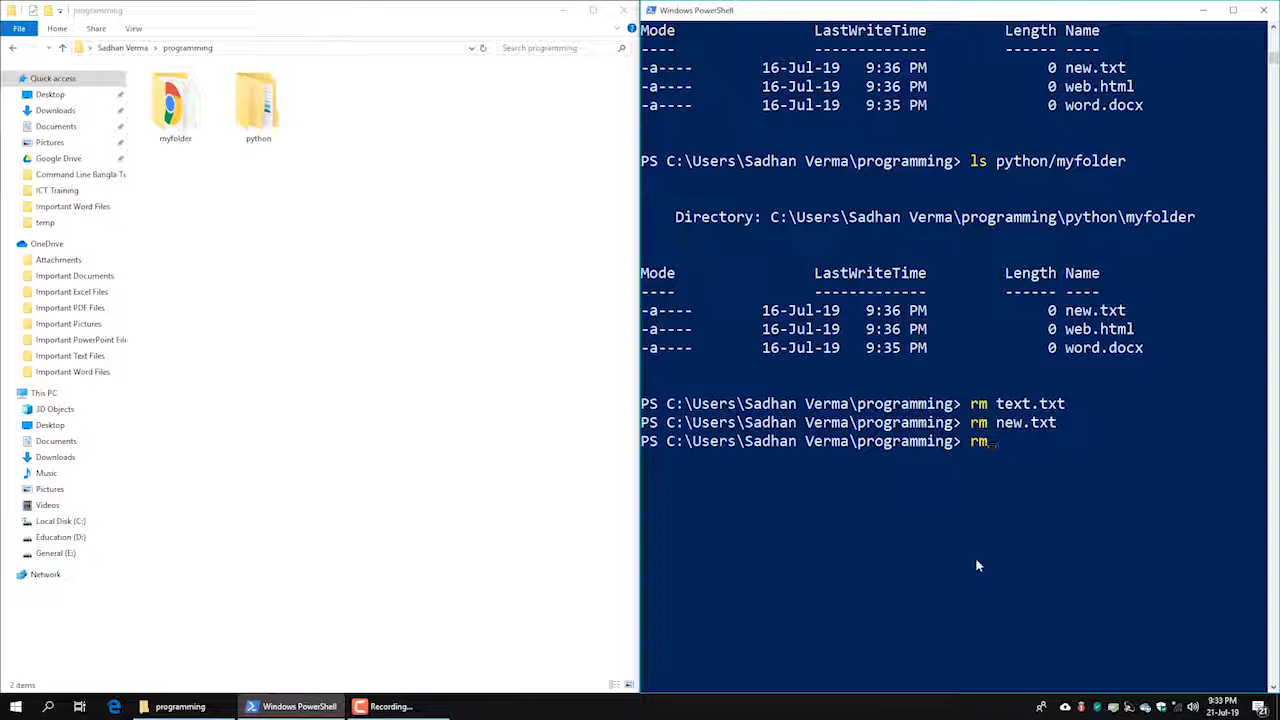 programming
File Home Share View
Sadhan Verma programming
Search programming
Quick access
Desktop
Downloads
Documents
Pictures
Google Drive
Command Line Bangla Tu
ICT Training
Important Word Files
temp
OneDrive
Attachments
Important Documents
Important Excel Files
Important PDF Files
Important Pictures
Important PowerPoint File
Important Text Files
Important Word Files
This PC
3D Objects
Desktop
Documents
Downloads
Music
Pictures
Videos
Local Disk (C:)
Education (D:)
General (E:)
Network
myfolder python
2 items
Windows PowerShell
Mode LastWriteTime Length Name
---- ------------- ------ ----
-a---- 16-Jul-19 9:36 PM 0 new.txt
-a---- 16-Jul-19 9:36 PM 0 web.html
-a---- 16-Jul-19 9:35 PM 0 word.docx
PS C:\Users\Sadhan Verma\programming> ls python/myfolder
Directory: C:\Users\Sadhan Verma\programming\python\myfolder
Mode LastWriteTime Length Name
---- ------------- ------ ----
-a---- 16-Jul-19 9:36 PM 0 new.txt
-a---- 16-Jul-19 9:36 PM 0 web.html
-a---- 16-Jul-19 9:35 PM 0 word.docx
PS C:\Users\Sadhan Verma\programming> rm text.txt
PS C:\Users\Sadhan Verma\programming> rm new.txt
PS C:\Users\Sadhan Verma\programming> rm
programming Windows PowerShell Recording...
9:33 PM
21-Jul-19